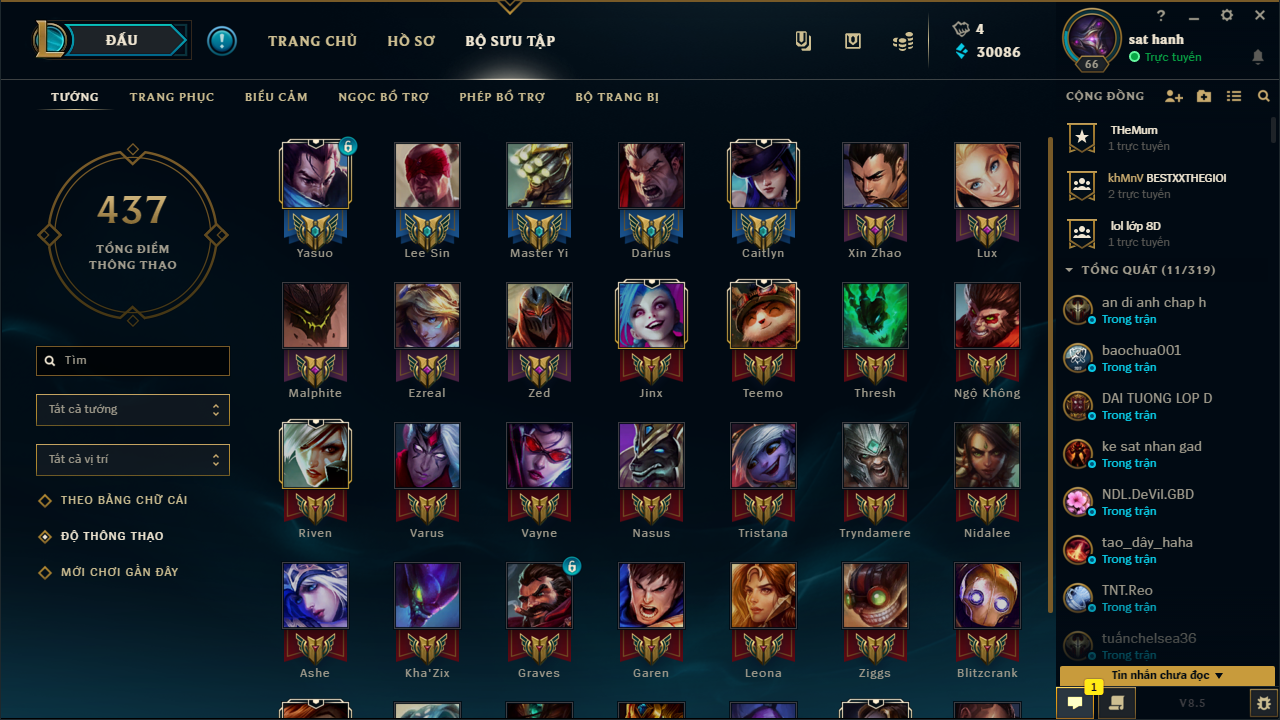 ĐẤU
!
TRANG CHỦ
HỒ SƠ
BỘ SƯU TẬP
4
30086
?
sat hanh
Trực tuyến
66
TƯỚNG
TRANG PHỤC
BIỂU CẢM
NGỌC BỔ TRỢ
PHÉP BỔ TRỢ
BỘ TRANG BỊ
437
TỔNG ĐIỂM
THÔNG THẠO
Tìm
Tất cả tướng
Tất cả vị trí
THEO BẢNG CHỮ CÁI
ĐỘ THÔNG THẠO
MỚI CHƠI GẦN ĐÂY
6
Yasuo
Lee Sin
Master Yi
Darius
Caitlyn
Xin Zhao
Lux
Malphite
Ezreal
Zed
Jinx
Teemo
Thresh
Ngộ Không
Riven
Varus
Vayne
Nasus
Tristana
Tryndamere
Nidalee
6
Ashe
Kha'Zix
Graves
Garen
Leona
Ziggs
Blitzcrank
CỘNG ĐỒNG
THeMum
1 trực tuyến
khMnV BESTXXTHEGIOI
2 trực tuyến
lol lớp 8D
1 trực tuyến
TỔNG QUÁT (11/319)
an di anh chap h
Trong trận
baochua001
Trong trận
DAI TUONG LOP D
Trong trận
ke sat nhan gad
Trong trận
NDL.DeViL.GBD
Trong trận
tao_dây_haha
Trong trận
TNT.Reo
Trong trận
tuấnchelsea36
Trong trận
Tin nhắn chưa đọc
1
V8.5